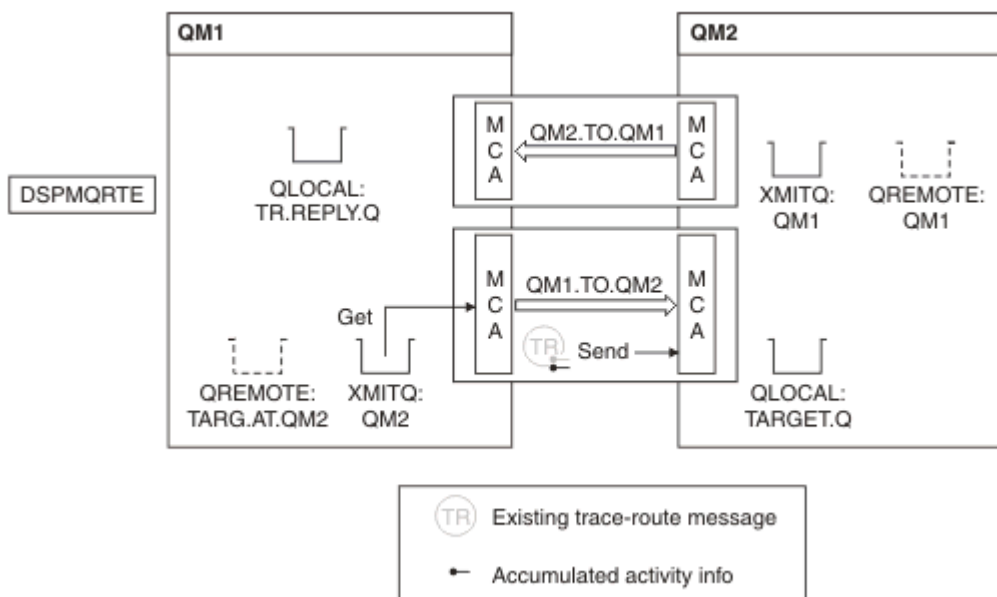 QM1
QM2
M
C
A
QM2.TO.QM1
M
C
A
DSPMQRTE
QLOCAL:
TR.REPLY.Q
XMITQ:
QM1
QREMOTE:
QM1
M
C
A
QM1.TO.QM2
M
C
A
Get
TR
Send
QREMOTE:
TARG.AT.QM2
XMITQ:
QM2
QLOCAL:
TARGET.Q
TR
Existing trace-route message
Accumulated activity info